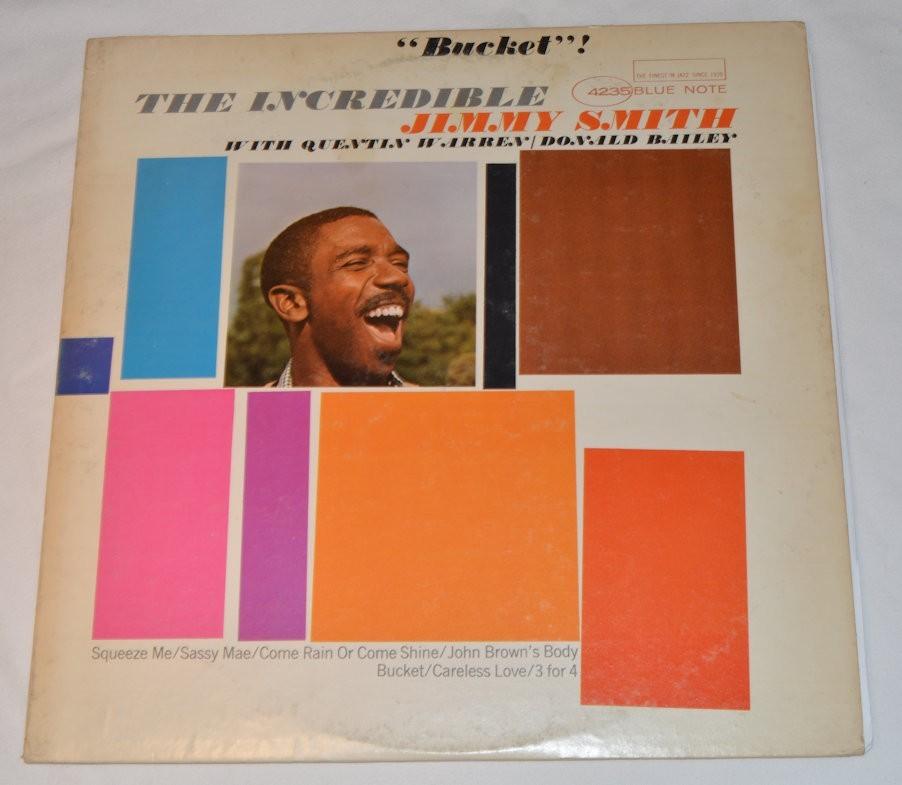 “Bucket”!
THE FINEST IN JAZZ SINCE 1939
THE INCREDIBLE
4235 BLUE NOTE
JIMMY SMITH
WITH QUENTIN WARREN/DONALD BAILEY
Squeeze Me/Sassy Mae/Come Rain Or Come Shine/John Brown's Body
Bucket/Careless Love/3 for 4